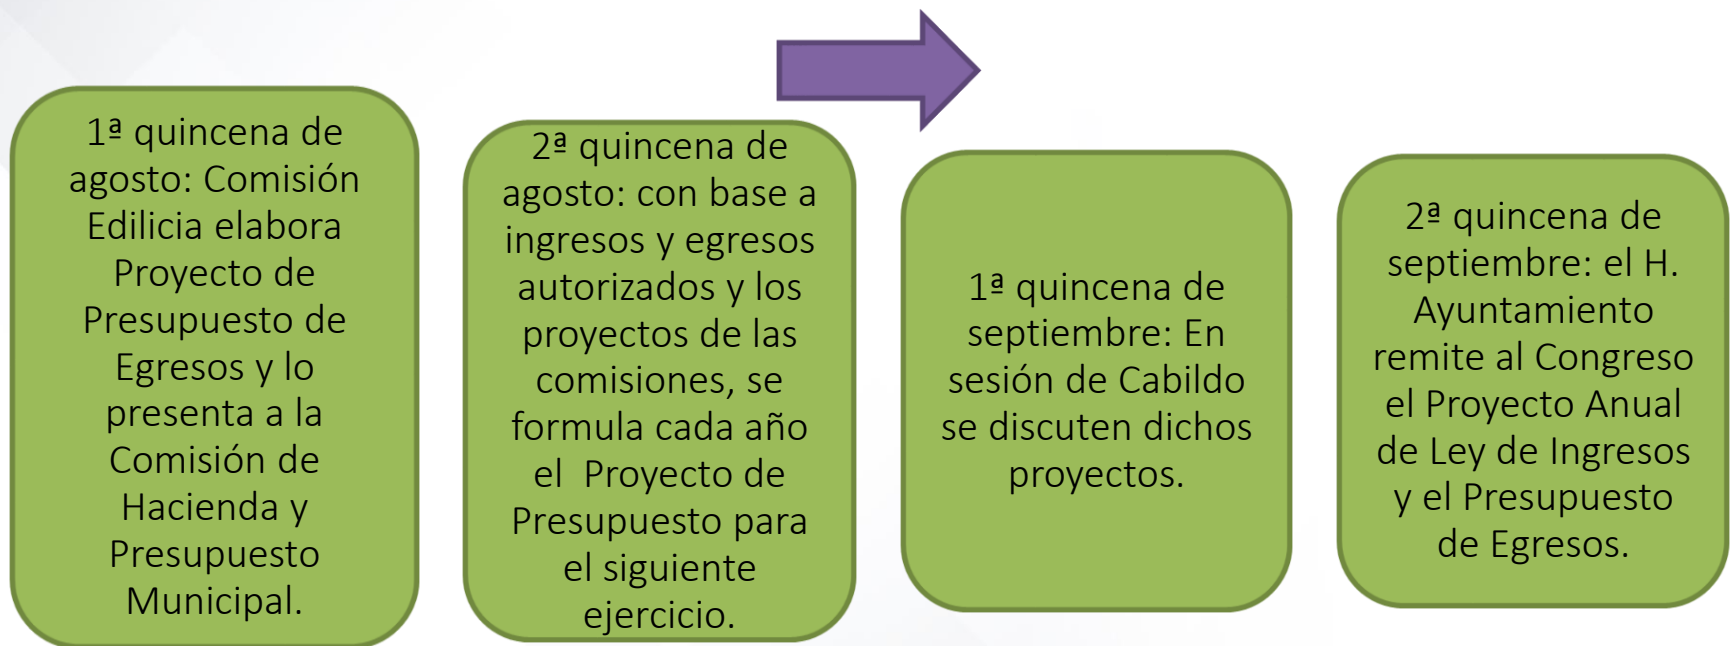 1ª quincena de
agosto: Comisión
Edilicia elabora
Proyecto de
Presupuesto de
Egresos y lo
presenta a la
Comisión de
Hacienda y
Presupuesto
Municipal.
2ª quincena de
agosto: con base a
ingresos y egresos
autorizados y los
proyectos de las
comisiones, se
formula cada año
el Proyecto de
Presupuesto para
el siguiente
ejercicio.
1ª quincena de
septiembre: En
sesión de Cabildo
se discuten dichos
proyectos.
2ª quincena de
septiembre: el H.
Ayuntamiento
remite al Congreso
el Proyecto Anual
de Ley de Ingresos
y el Presupuesto
de Egresos.